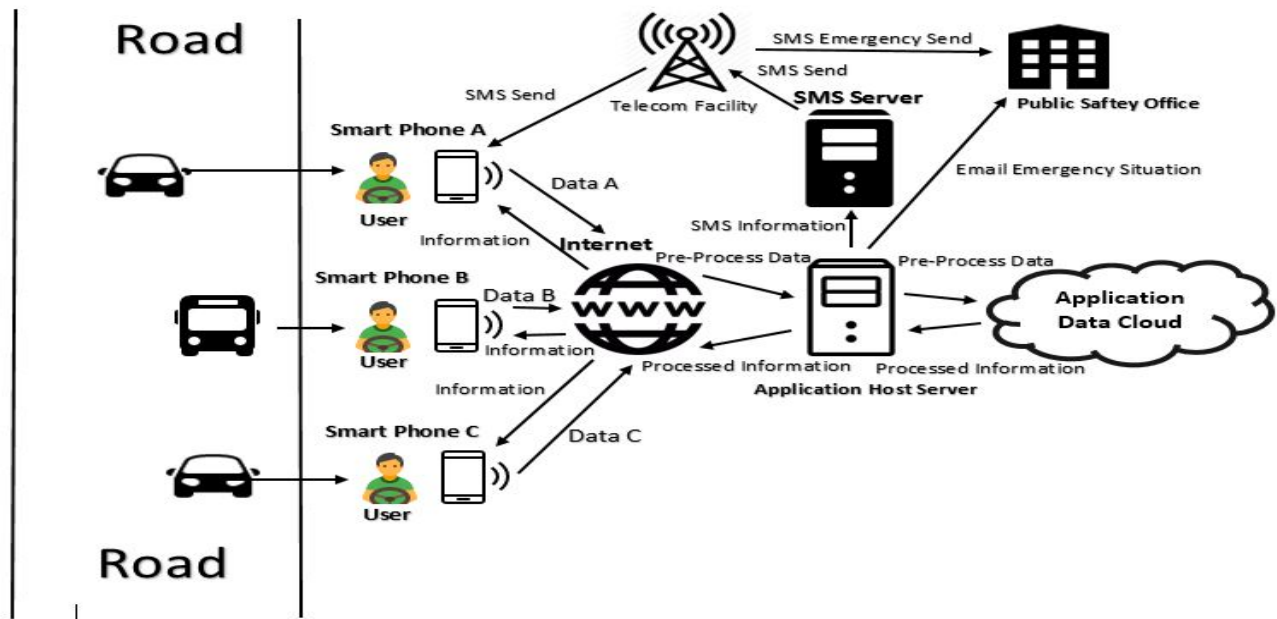 Road
SMS Emergency Send
SMS Send
SMS Send
Telecom Facility
SMS Server
Public Saftey Office
Smart Phone A
User
Data A
Email Emergency Situation
SMS Information
Information
Internet
Pre-Process Data
Pre-Process Data
Smart Phone B
User
Data B
Information
WWW
Application
Data Cloud
Processed Information
Processed Information
Application Host Server
Information
Smart Phone C
User
Data C
Road